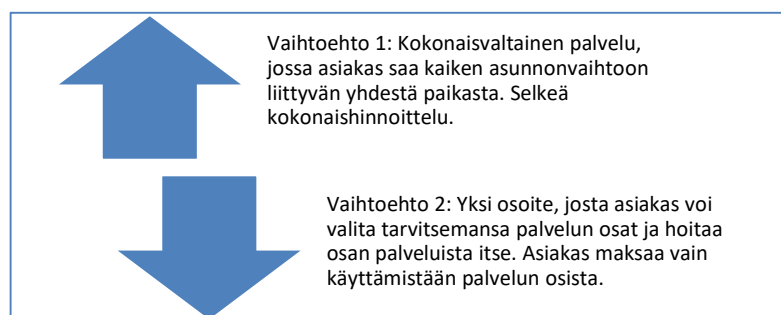 Vaihtoehto 1: Kokonaisvaltainen palvelu,
jossa asiakas saa kaiken asunnonvaihtoon
liittyvän yhdestä paikasta. Selkeä
kokonaishinnoittelu.
Vaihtoehto 2: Yksi osoite, josta asiakas voi
valita tarvitsemansa palvelun osat ja hoitaa
osan palveluista itse. Asiakas maksaa vain
käyttämistään palvelun osista.